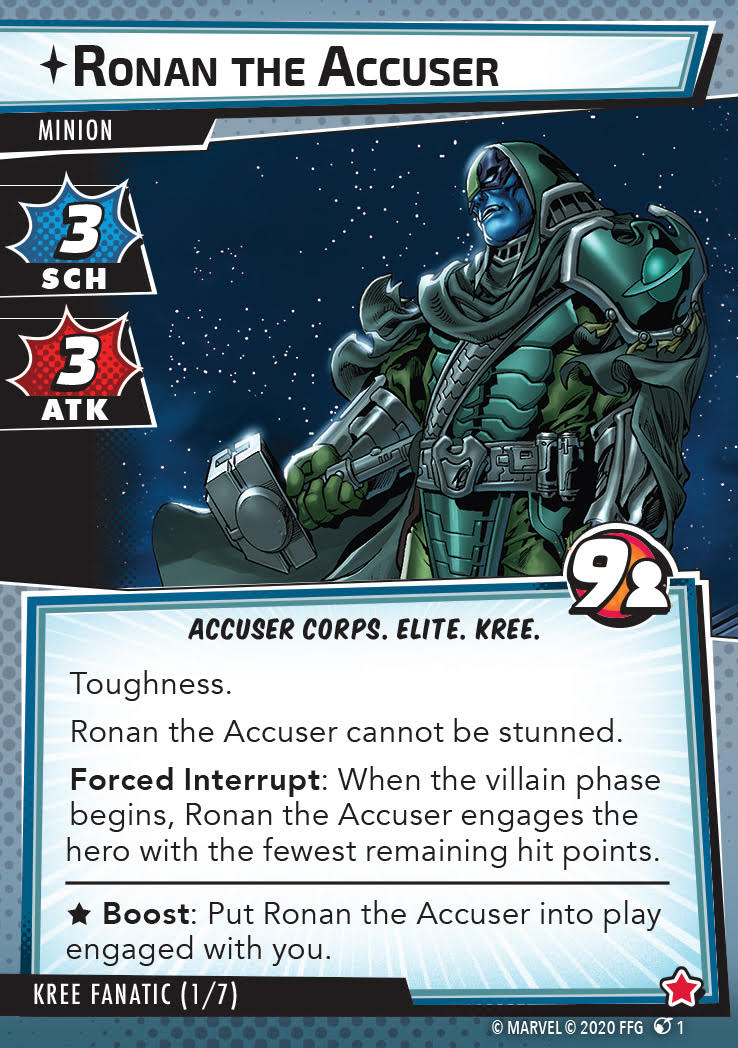 Ronan the Accuser
MINION
3
SCH
3
ATK
9
ACCUSER CORPS. ELITE. KREE.
Toughness.
Ronan the Accuser cannot be stunned.
Forced Interrupt: When the villain phase
begins, Ronan the Accuser engages the
hero with the fewest remaining hit points.
★ Boost: Put Ronan the Accuser into play
engaged with you.
KREE FANATIC (1/7)
© MARVEL © 2020 FFG 1